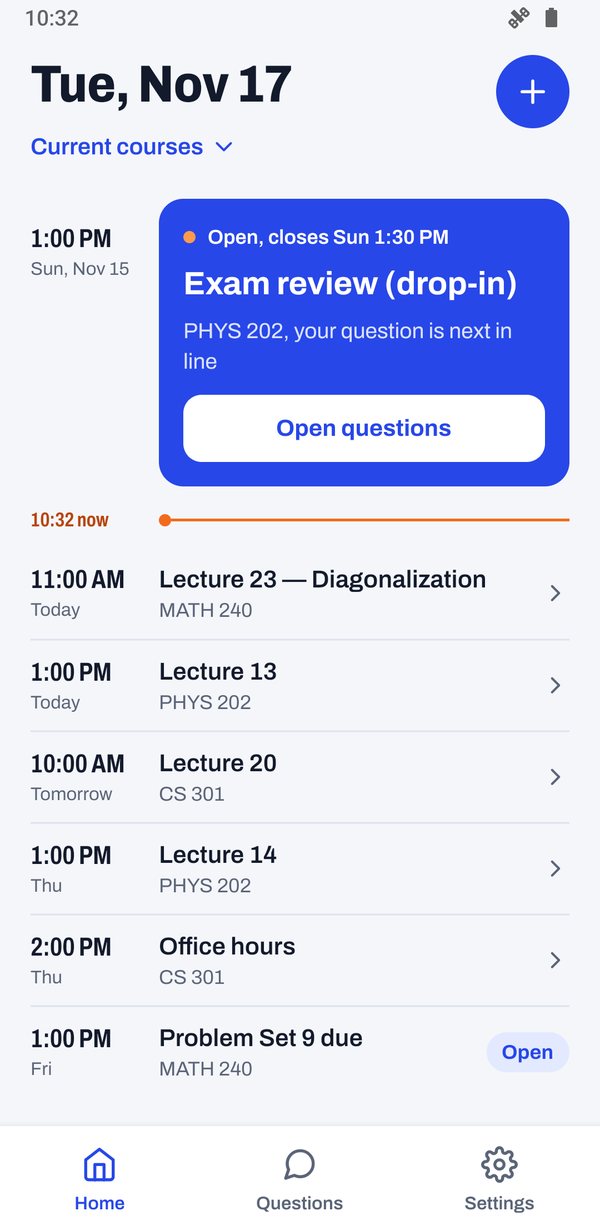 10:32
Tue, Nov 17
Current courses
1:00 PM
Sun, Nov 15
Open, closes Sun 1:30 PM
Exam review (drop-in)
PHYS 202, your question is next in
line
Open questions
10:32 now
11:00 AM
Today
Lecture 23 — Diagonalization
MATH 240
1:00 PM
Today
Lecture 13
PHYS 202
10:00 AM
Tomorrow
Lecture 20
CS 301
1:00 PM
Thu
Lecture 14
PHYS 202
2:00 PM
Thu
Office hours
CS 301
1:00 PM
Fri
Problem Set 9 due
MATH 240
Open
Home
Questions
Settings